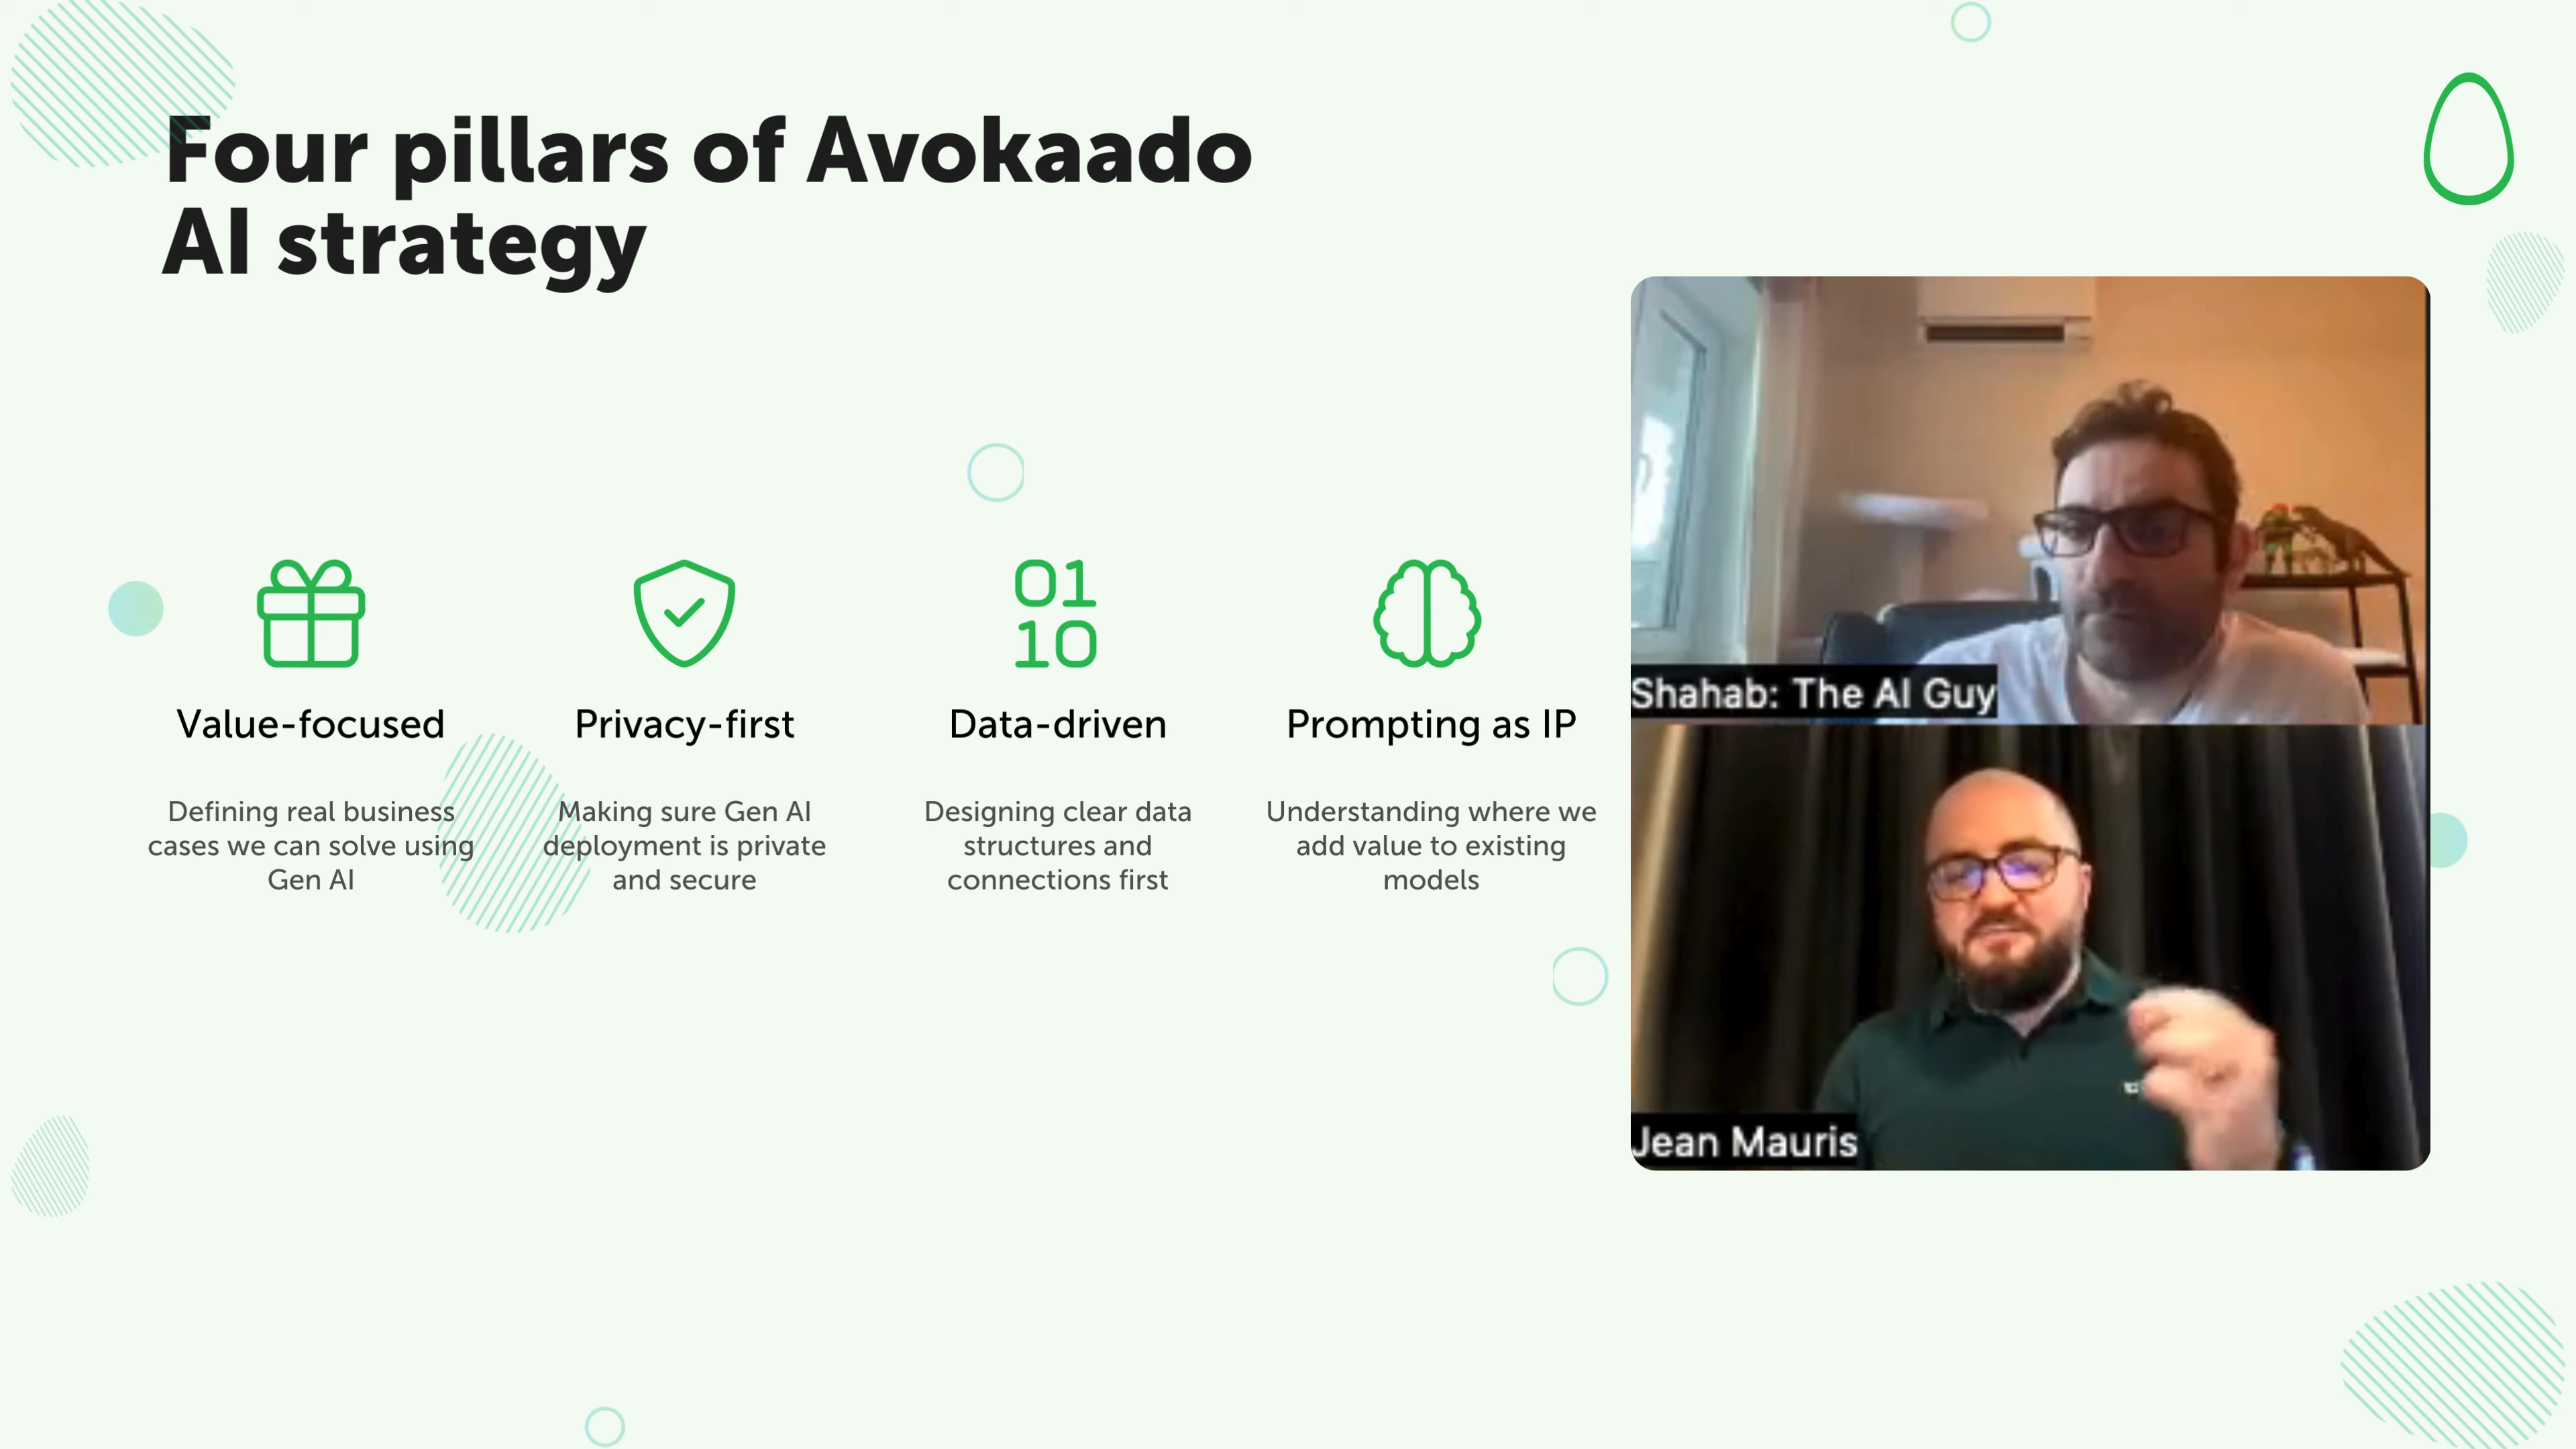 Four pillars of Avokaado
AI strategy
01
10
Value-focused
Defining real business
cases we can solve using
Gen AI
Privacy-first
Making sure Gen AI
deployment is private
and secure
Data-driven
Designing clear data
structures and
connections first
Prompting as IP
Understanding where we
add value to existing
models
Shahab: The AI Guy
Jean Mauris